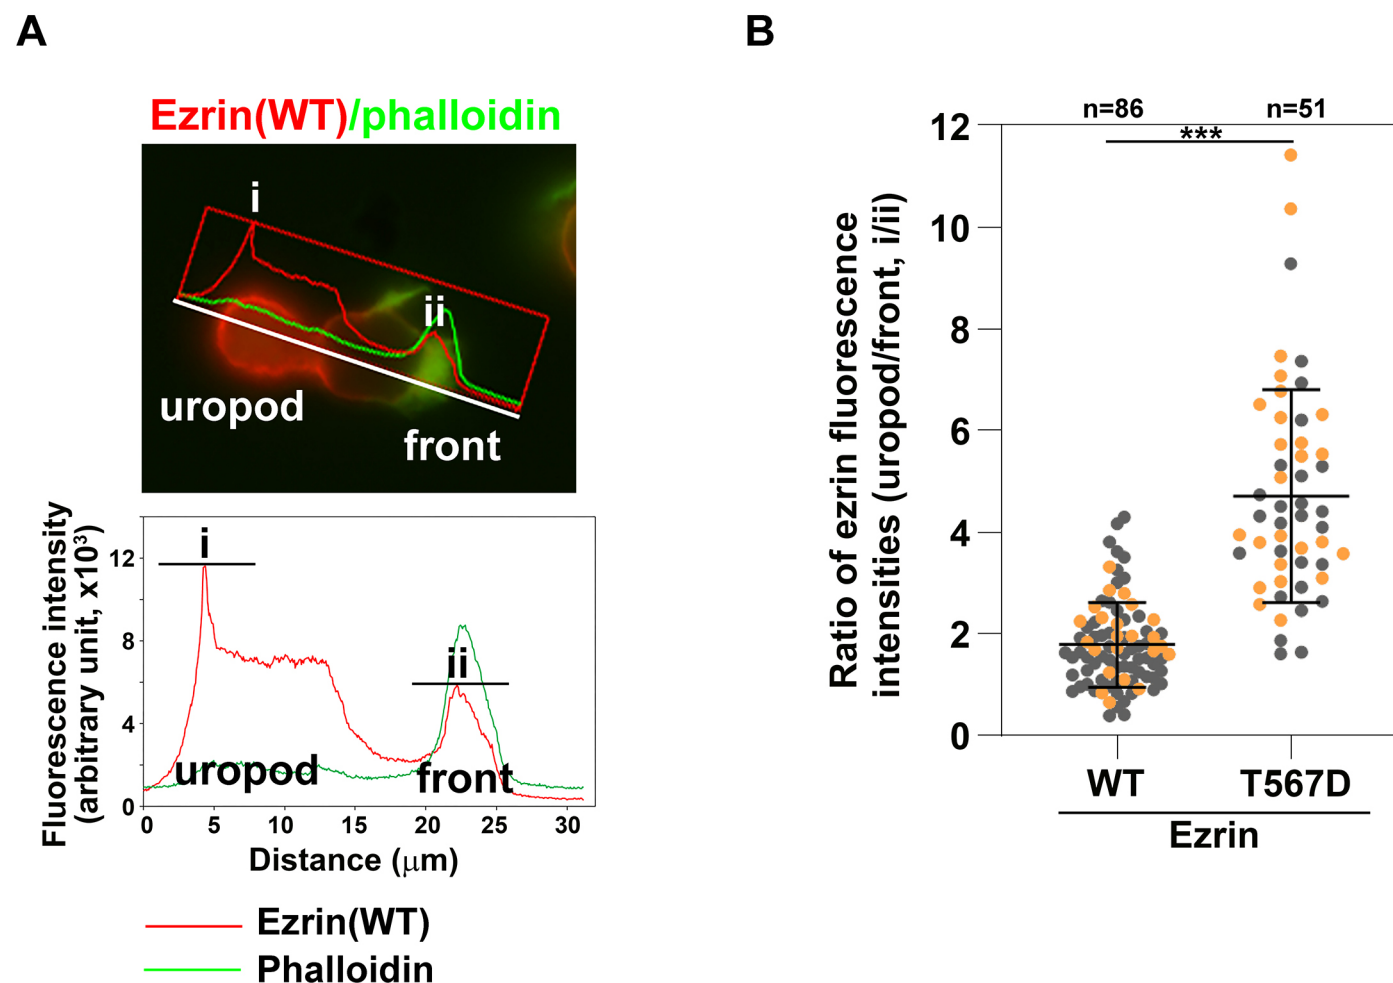 A
Ezrin(WT)/phalloidin
i
ii
uropod
front
Fluorescence intensity
(arbitrary unit, x10³)
12
8
4
0
i
ii
uropod
front
0 5 10 15 20 25 30
Distance (μm)
Ezrin(WT)
Phalloidin
B
n=86 n=51
***
Ratio of ezrin fluorescence
intensities (uropod/front, i/ii)
12
10
8
6
4
2
0
WT T567D
Ezrin